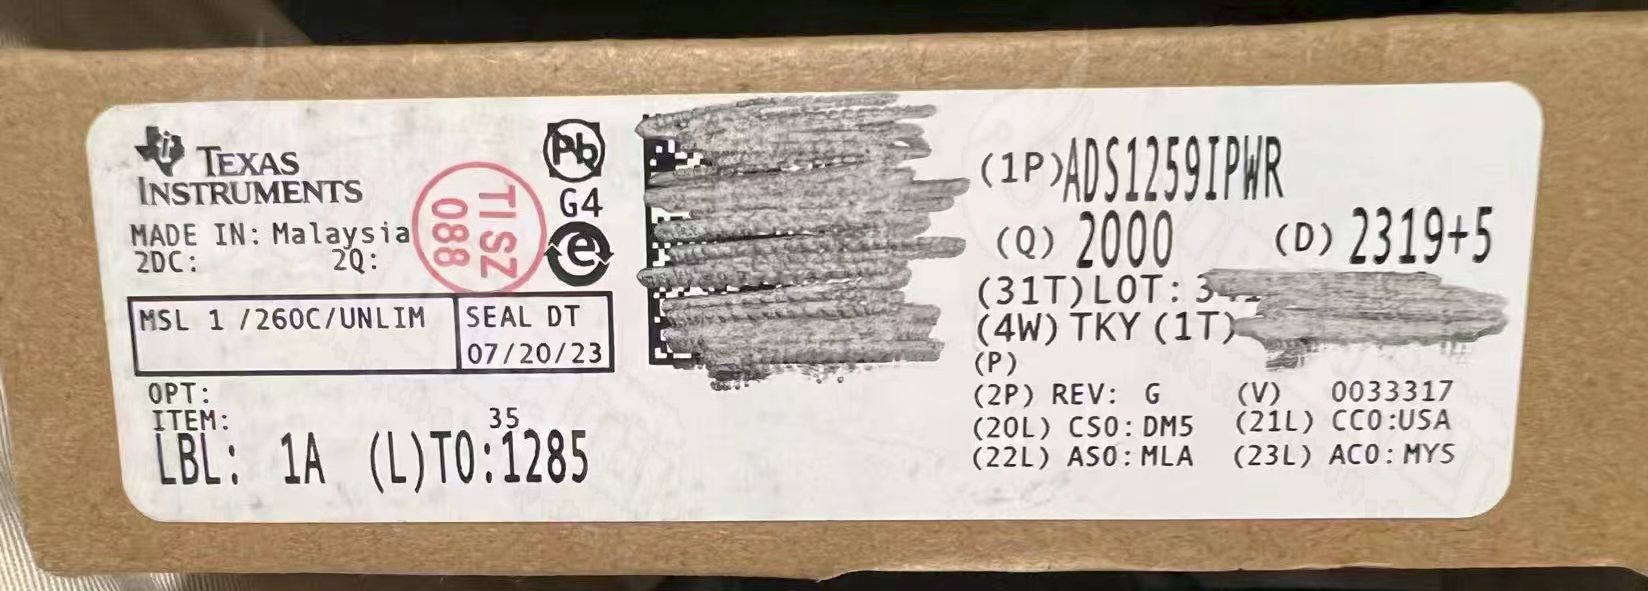 TEXAS
INSTRUMENTS
MADE IN: Malaysia
2DC: 2Q:
TI SZ
088
Pb
G4
e
MSL 1 /260C/UNLIM
SEAL DT
07/20/23
OPT:
ITEM:
35
LBL: 1A (L)TO:1285
(1P)ADS1259IPWR
(Q) 2000 (D) 2319+5
(31T)LOT: 3
(4W) TKY (1T)
(P)
(2P) REV: G (V) 0033317
(20L) CSO: DM5 (21L) CCO:USA
(22L) ASO: MLA (23L) ACO: MYS